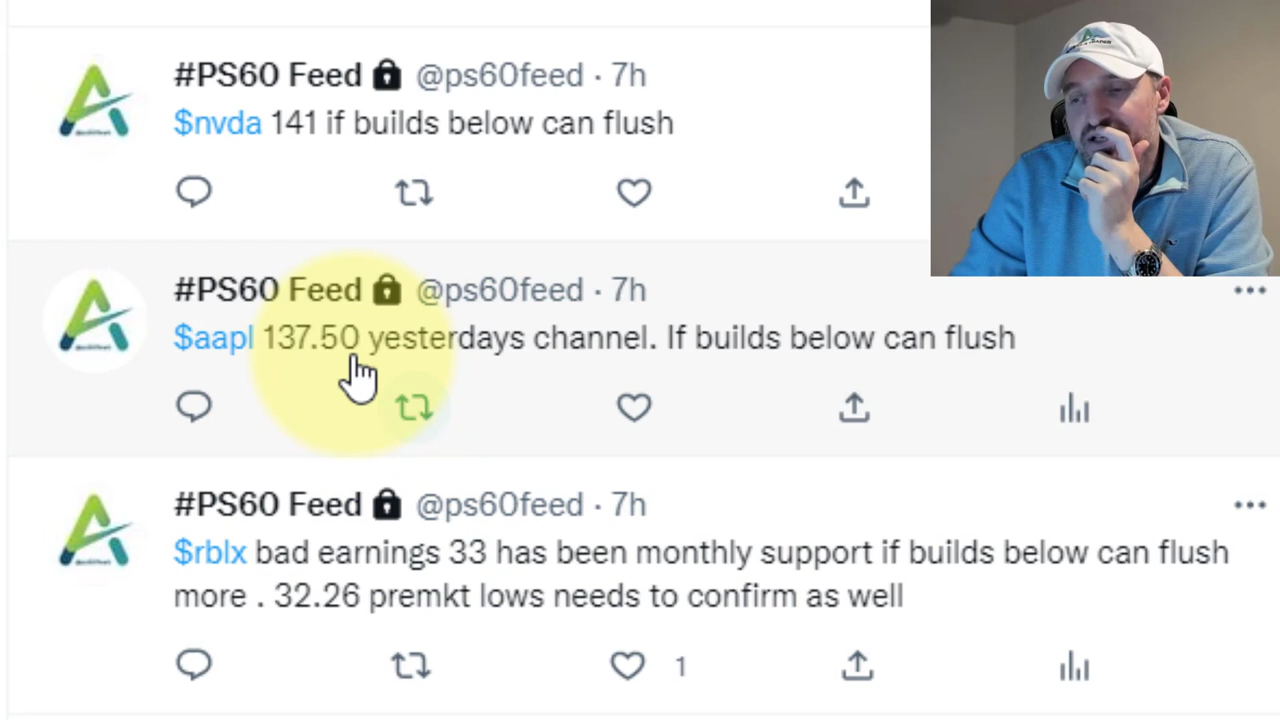 #PS60 Feed @ps60feed · 7h
$nvda 141 if builds below can flush
#PS60 Feed @ps60feed · 7h
$aapl 137.50 yesterdays channel. If builds below can flush
#PS60 Feed @ps60feed · 7h
$rblx bad earnings 33 has been monthly support if builds below can flush
more . 32.26 premkt lows needs to confirm as well
1